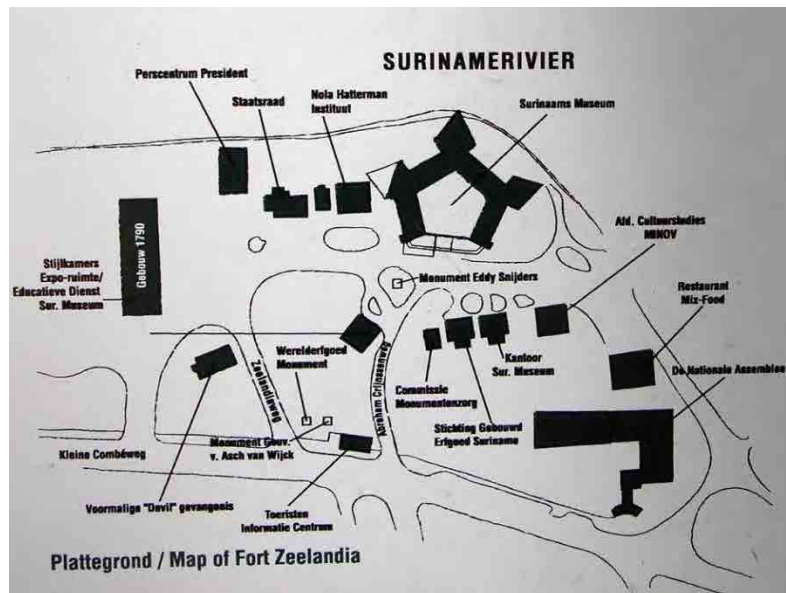 SURINAMERIVIER
Perscentrum President
Staatsraad
Nola Hatterman
Instituut
Surinaams Museum
Afd. Cultuurstudies
MINOV
Gebouw 1790
Stijlkamers
Expo-ruimte/
Educatieve Dienst
Sur. Museum
Monument Eddy Snijders
Restaurant
Mix-Food
Werelderfgoed
Monument
Zeelandiaweg
Abraham Crijnssenweg
Kantoor
Sur. Museum
De Nationale Assemblee
Commissie
Monumentenzorg
Stichting Gebouwd
Erfgoed Suriname
Monument Gouv.
v. Asch van Wijck
Kleine Combéweg
Voormalige "Devil" gevangenis
Toeristen
Informatie Centrum
Plattegrond / Map of Fort Zeelandia